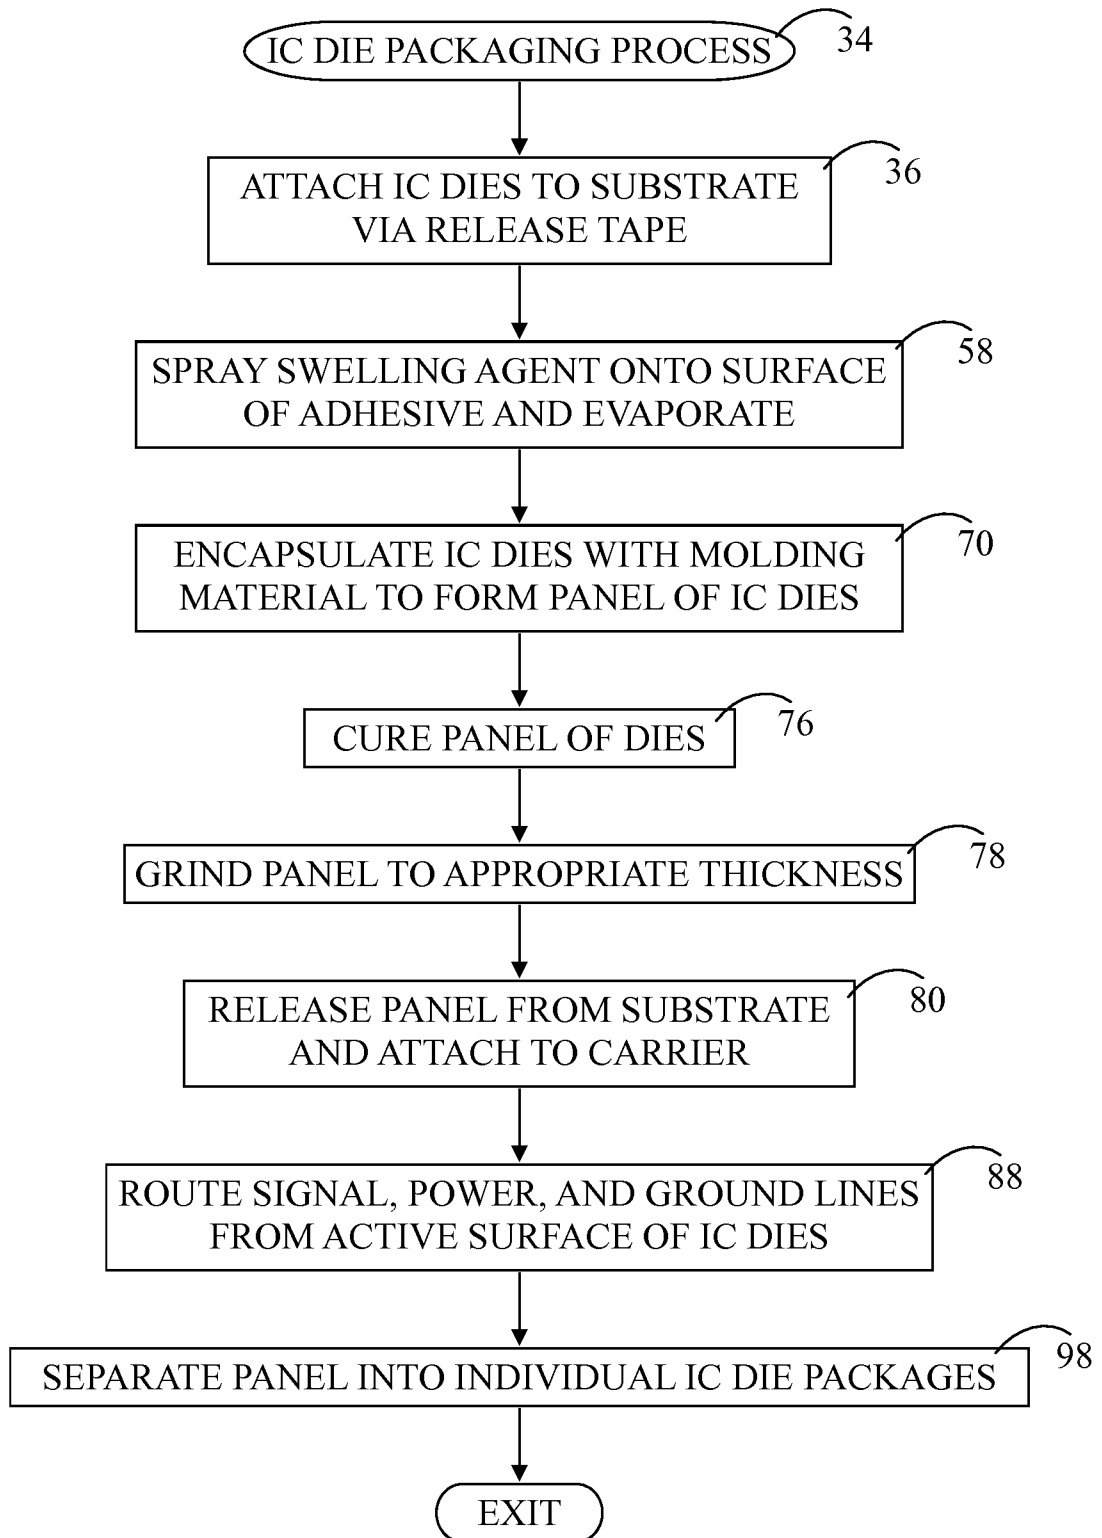 IC DIE PACKAGING PROCESS
34
ATTACH IC DIES TO SUBSTRATE
VIA RELEASE TAPE
36
SPRAY SWELLING AGENT ONTO SURFACE
OF ADHESIVE AND EVAPORATE
58
ENCAPSULATE IC DIES WITH MOLDING
MATERIAL TO FORM PANEL OF IC DIES
70
CURE PANEL OF DIES
76
GRIND PANEL TO APPROPRIATE THICKNESS
78
RELEASE PANEL FROM SUBSTRATE
AND ATTACH TO CARRIER
80
ROUTE SIGNAL, POWER, AND GROUND LINES
FROM ACTIVE SURFACE OF IC DIES
88
SEPARATE PANEL INTO INDIVIDUAL IC DIE PACKAGES
98
EXIT